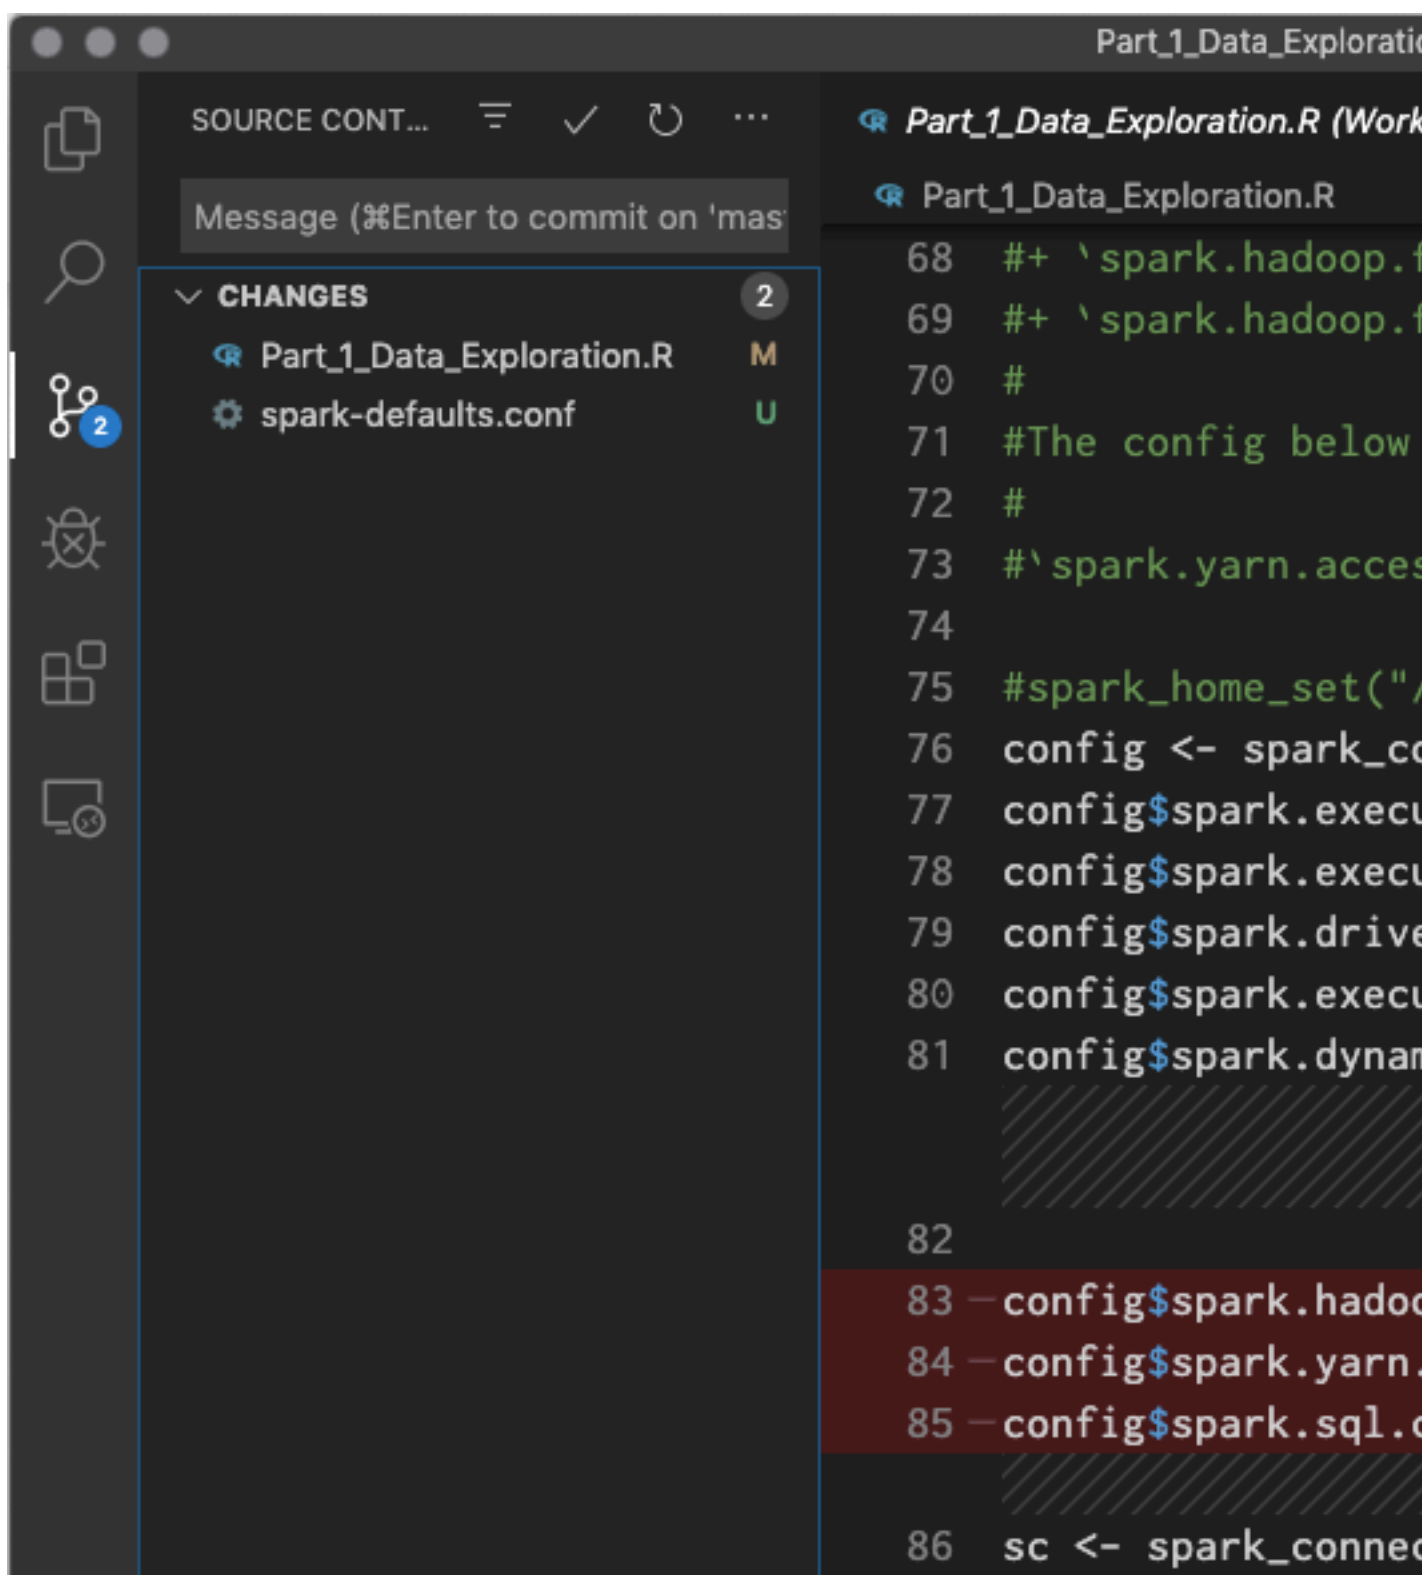 Part_1_Data_Exploratio
SOURCE CONT...
Message (⌘Enter to commit on 'mas
CHANGES 2
Part_1_Data_Exploration.R M
spark-defaults.conf U
2
Part_1_Data_Exploration.R (Work
Part_1_Data_Exploration.R
68 #+ `spark.hadoop.f
69 #+ `spark.hadoop.f
70 #
71 #The config below
72 #
73 #`spark.yarn.acces
74
75 #spark_home_set("/
76 config <- spark_co
77 config$spark.execu
78 config$spark.execu
79 config$spark.drive
80 config$spark.execu
81 config$spark.dynam
82
83 —config$spark.hadoo
84 —config$spark.yarn.
85 —config$spark.sql.c
86 sc <- spark_connec